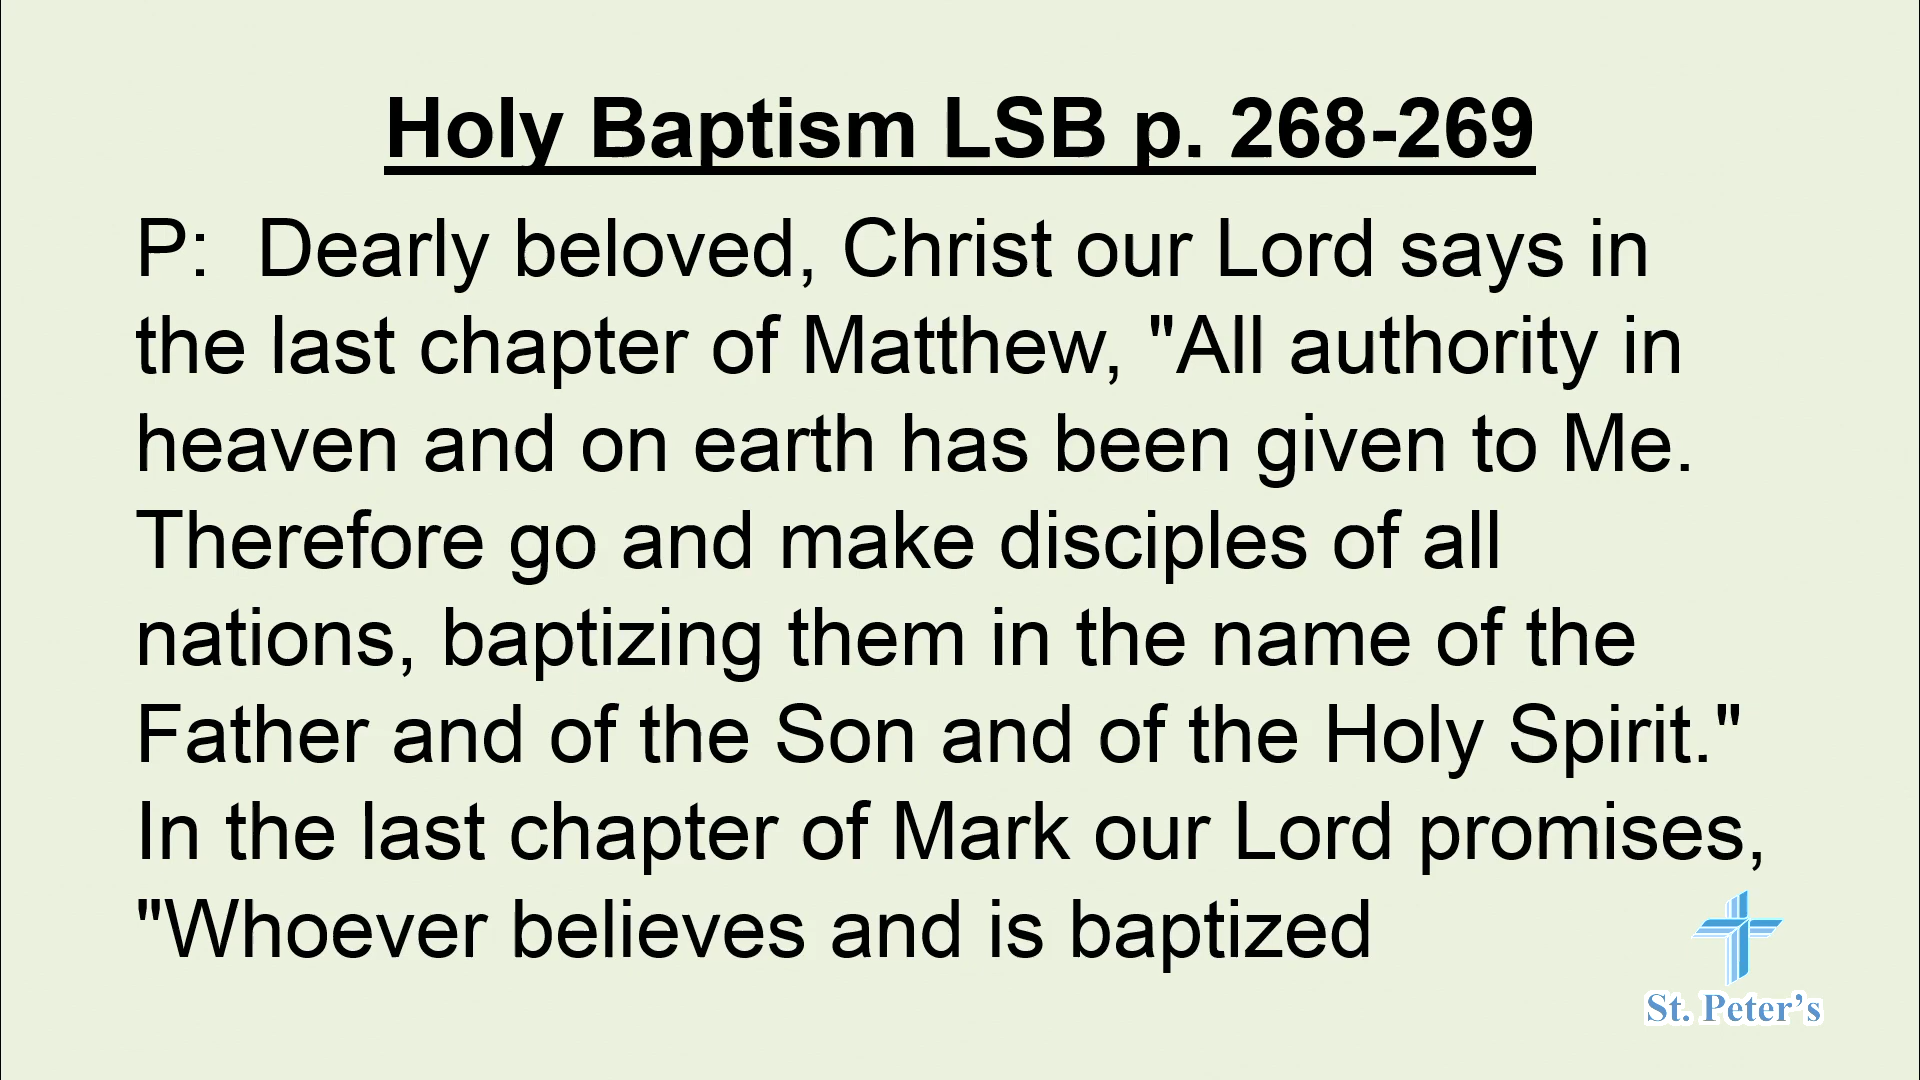 Holy Baptism LSB p. 268-269
P:  Dearly beloved, Christ our Lord says in
the last chapter of Matthew, "All authority in
heaven and on earth has been given to Me.
Therefore go and make disciples of all
nations, baptizing them in the name of the
Father and of the Son and of the Holy Spirit."
In the last chapter of Mark our Lord promises,
"Whoever believes and is baptized
St. Peter’s